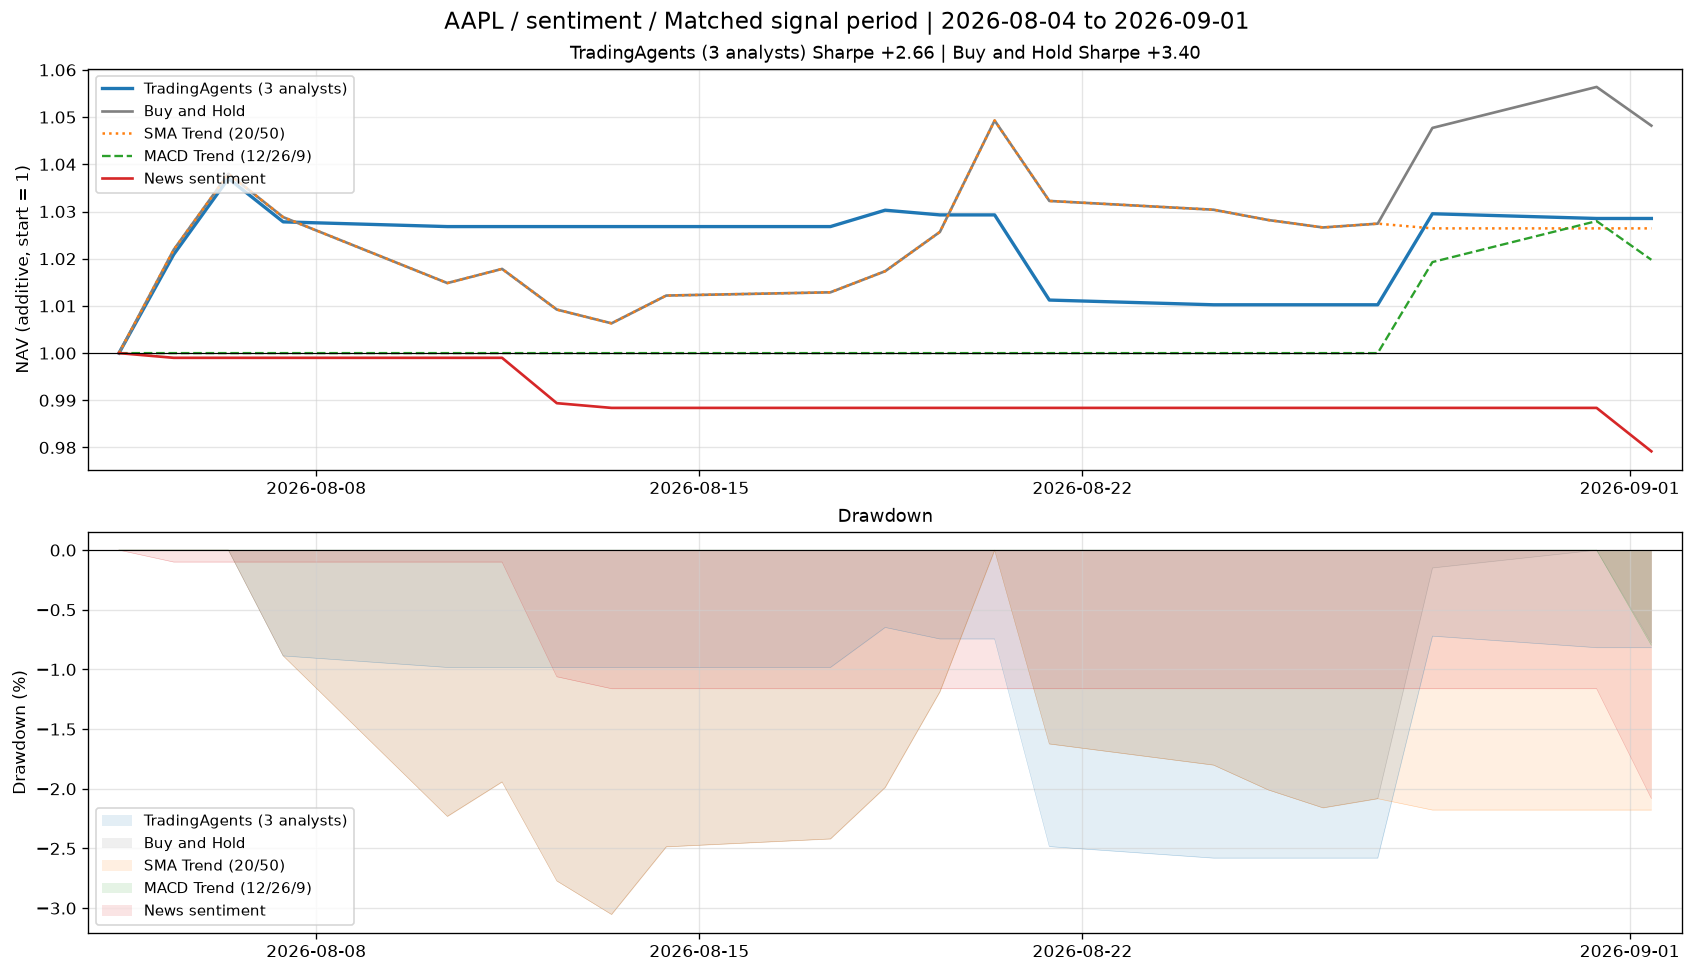 AAPL / sentiment / Matched signal period | 2026-08-04 to 2026-09-01
TradingAgents (3 analysts) Sharpe +2.66 | Buy and Hold Sharpe +3.40
NAV (additive, start = 1)
1.06
1.05
1.04
1.03
1.02
1.01
1.00
0.99
0.98
TradingAgents (3 analysts)
Buy and Hold
SMA Trend (20/50)
MACD Trend (12/26/9)
News sentiment
2026-08-08
2026-08-15
2026-08-22
2026-09-01
Drawdown
Drawdown (%)
0.0
−0.5
−1.0
−1.5
−2.0
−2.5
−3.0
TradingAgents (3 analysts)
Buy and Hold
SMA Trend (20/50)
MACD Trend (12/26/9)
News sentiment
2026-08-08
2026-08-15
2026-08-22
2026-09-01